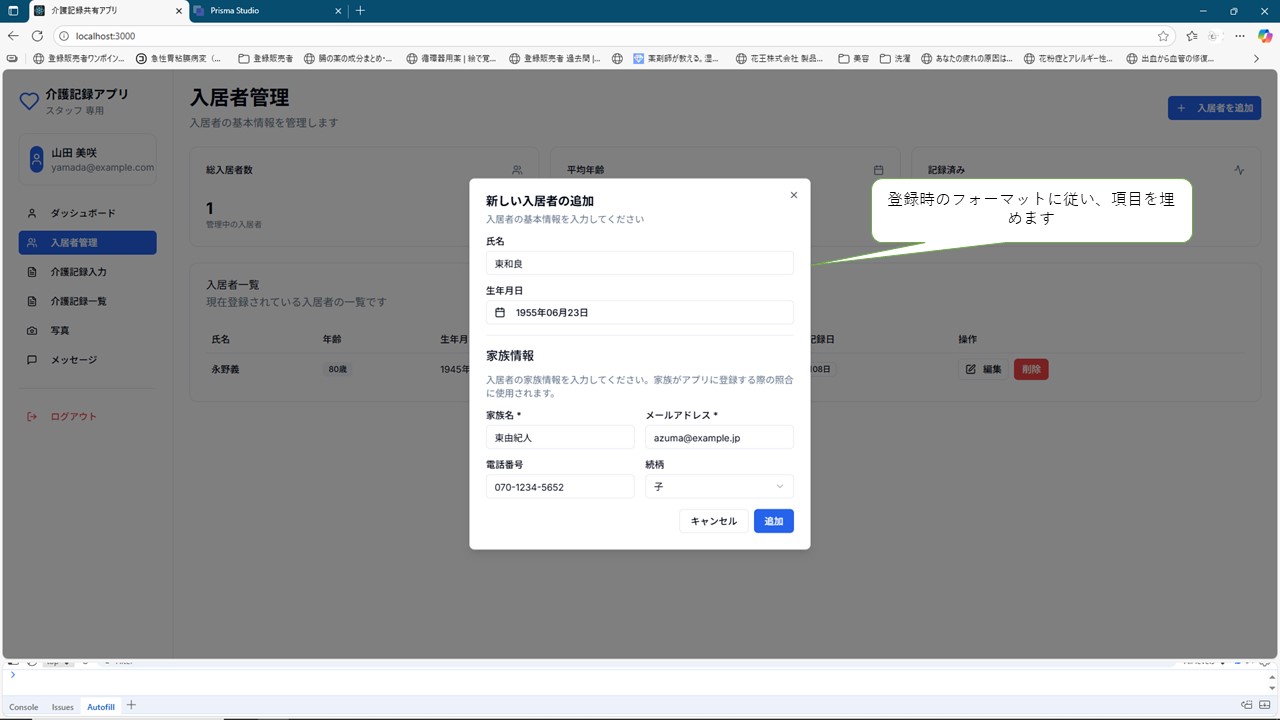 介護記録共有アプリ
Prisma Studio
localhost:3000
登録販売者ワンポイン...
急性胃粘膜病変（...
登録販売者
腸の薬の成分まとめ-...
循環器用薬 | 絵で覚...
登録販売者 過去問 |...
薬剤師が教える。湿...
花王株式会社 製品...
美容
洗濯
あなたの疲れの原因は...
花粉症とアレルギー性...
出血から血管の修復...
介護記録アプリ
スタッフ 専用
山田 美咲
yamada@example.com
ダッシュボード
入居者管理
介護記録入力
介護記録一覧
写真
メッセージ
ログアウト
入居者管理
入居者の基本情報を管理します
入居者を追加
総入居者数
1
管理中の入居者
平均年齢
記録済み
入居者一覧
現在登録されている入居者の一覧です
氏名
年齢
生年月
記録日
操作
永野義
80歳
1945年
08日
編集
削除
新しい入居者の追加
入居者の基本情報を入力してください
氏名
東和良
生年月日
1955年06月23日
家族情報
入居者の家族情報を入力してください。家族がアプリに登録する際の照合
に使用されます。
家族名 *
メールアドレス *
東由紀人
azuma@example.jp
電話番号
続柄
070-1234-5652
子
キャンセル
追加
登録時のフォーマットに従い、項目を埋
めます
Console
Issues
Autofill